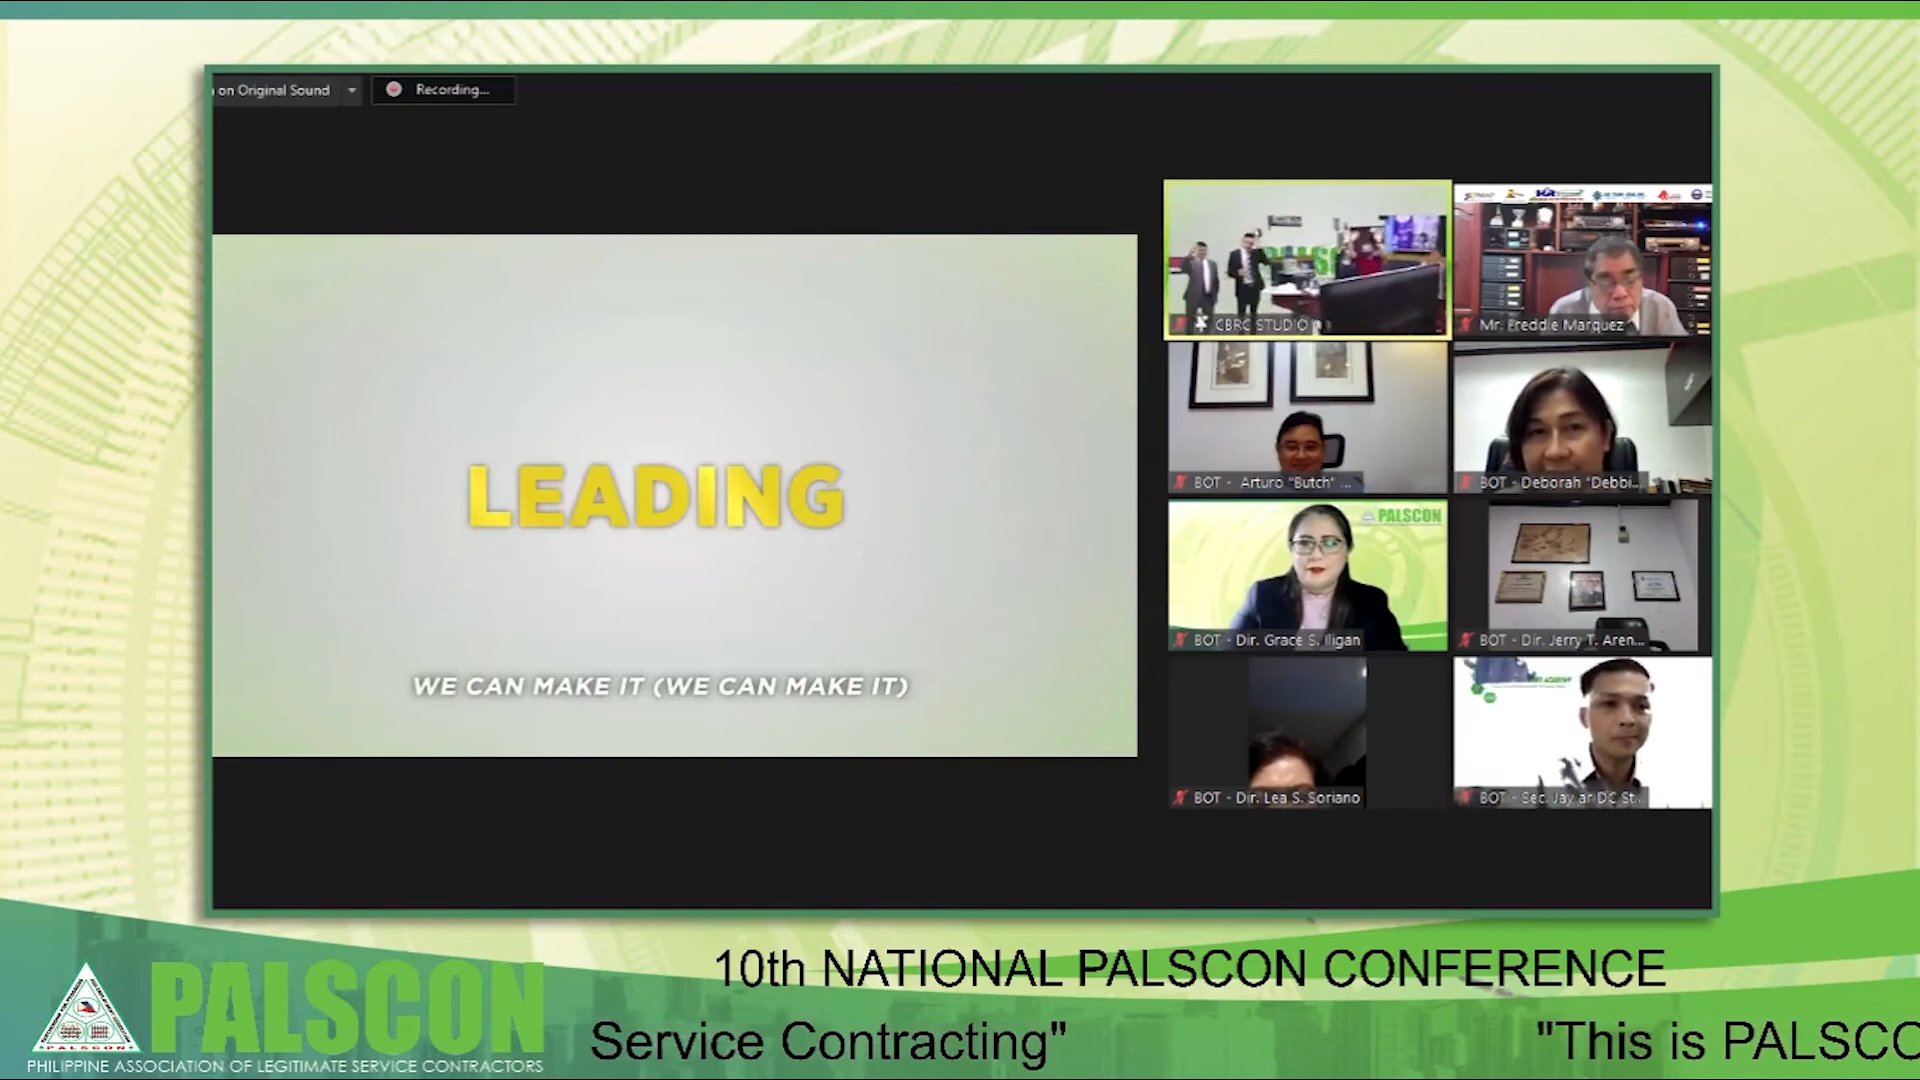 on Original Sound
Recording...
LEADING
WE CAN MAKE IT (WE CAN MAKE IT)
CBRC STUDIO
Mr. Freddie Marquez
BOT - Arturo "Butch" ...
BOT - Deborah "Debbi...
PALSCON
BOT - Dir. Grace S. Iligan
BOT - Dir. Jerry T. Aren...
BOT - Dir. Lea S. Soriano
BOT - Sec. Jay ar DC St...
10th NATIONAL PALSCON CONFERENCE
Service Contracting" "This is PALSCO
PALSCON
PHILIPPINE ASSOCIATION OF LEGITIMATE SERVICE CONTRACTORS